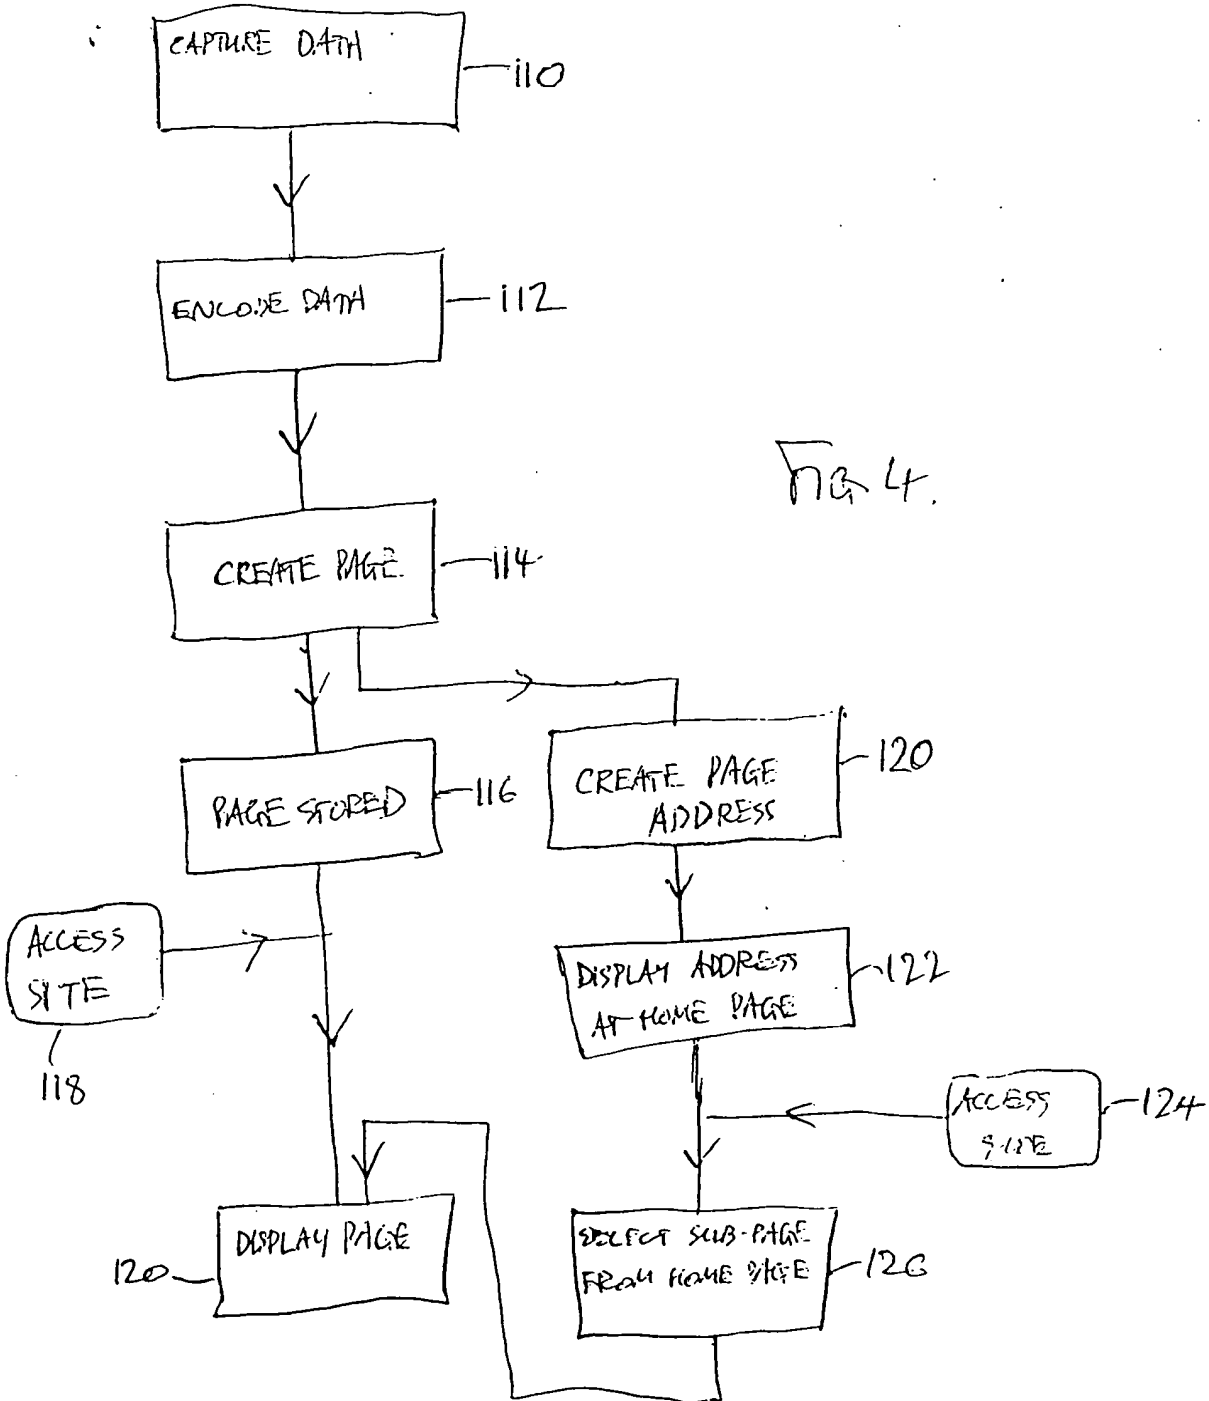 CAPTURE DATA
110
ENCODE DATA
112
FIG 4.
CREATE PAGE
114
PAGE STORED
116
CREATE PAGE
ADDRESS
120
ACCESS
SITE
118
DISPLAY ADDRESS
AT HOME PAGE
122
ACCESS
SITE
124
DISPLAY PAGE
120
SELECT SUB-PAGE
FROM HOME PAGE
126